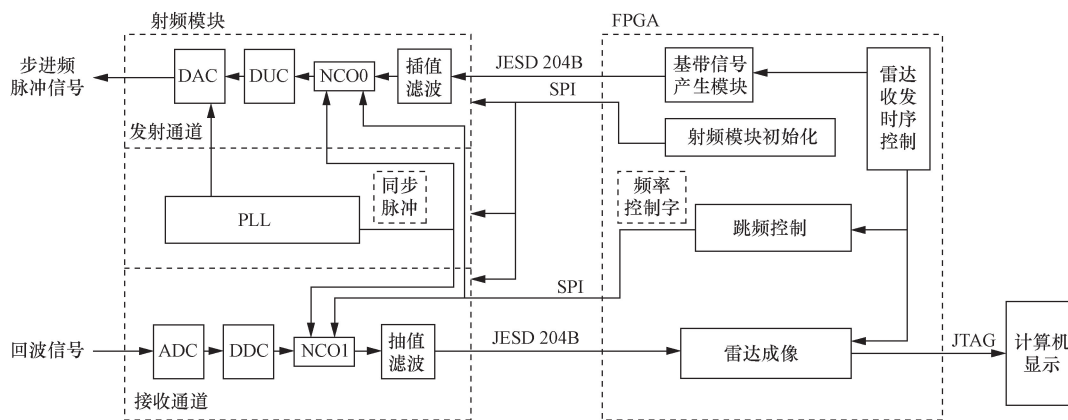 射频模块
FPGA
步进频
脉冲信号
DAC
DUC
NCO0
插值
滤波
JESD 204B
基带信号
产生模块
雷达
收发
时序
控制
SPI
发射通道
射频模块初始化
同步
脉冲
频率
控制字
PLL
跳频控制
SPI
回波信号
ADC
DDC
NCO1
抽值
滤波
JESD 204B
雷达成像
JTAG
计算机
显示
接收通道